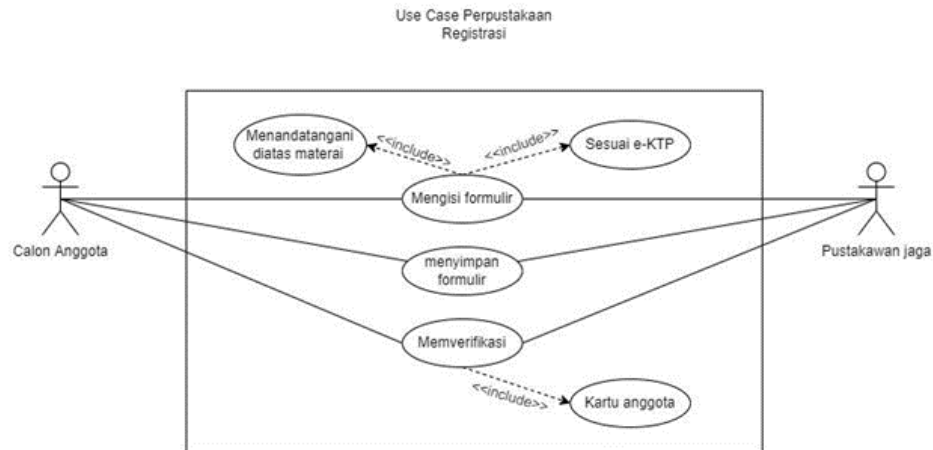 Use Case Perpustakaan
Registrasi
Menandatangani
diatas materai
<<include>>
<<include>>
Sesuai e-KTP
Mengisi formulir
Calon Anggota
Pustakawan jaga
menyimpan
formulir
Memverifikasi
<<include>>
Kartu anggota